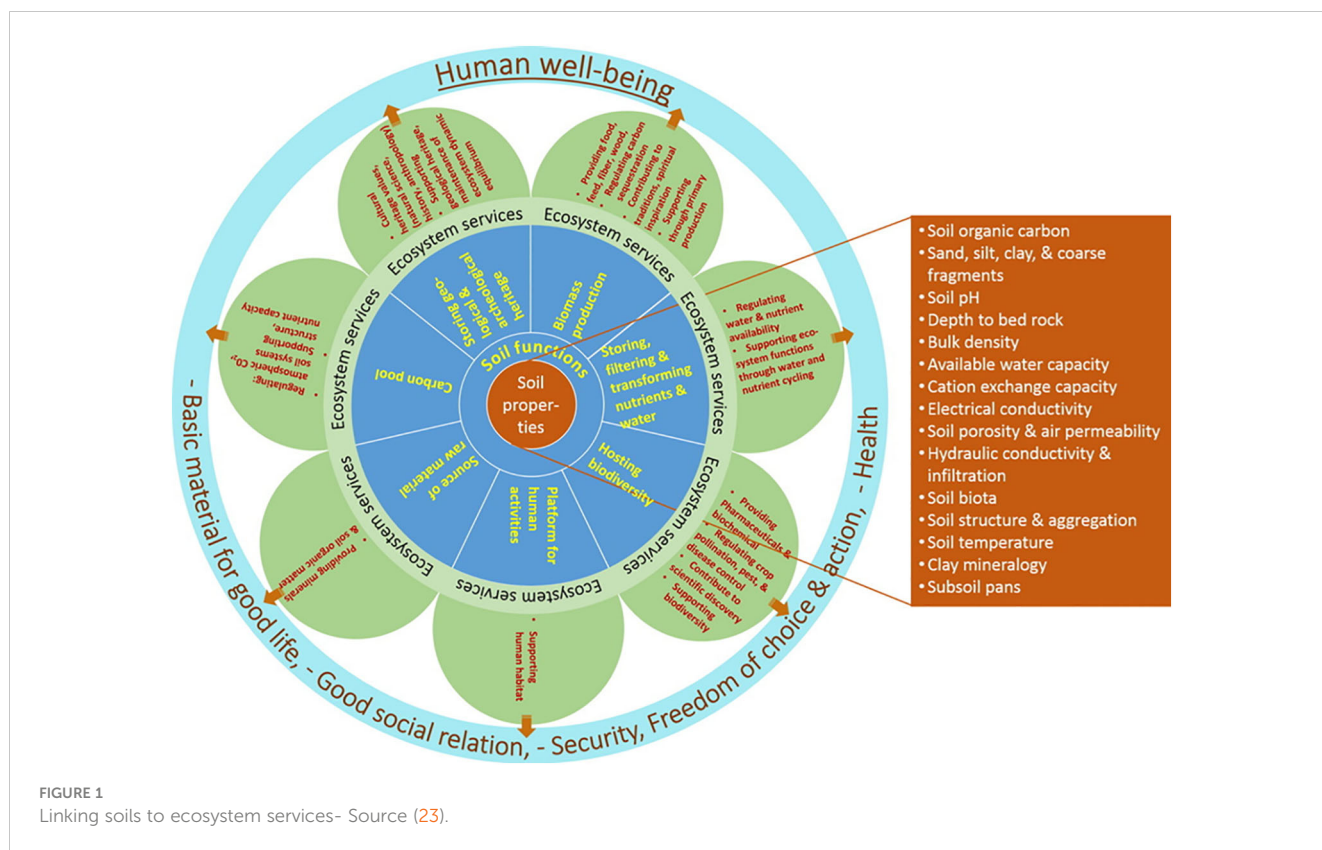 Human well-being
- Basic material for good life, - Good social relation, - Security, Freedom of choice & action, - Health
• Cultural
heritage values,
(natural science,
history, anthropology)
• Supporting
geological heritage,
maintenance of
ecosystem dynamic
equilibrium
• Providing food,
feed, fiber, wood,
• Regulating carbon
sequestration
• Contributing to
traditions, spiritual
inspiration
• Supporting
through primary
production
• Regulating
water & nutrient
availability
• Supporting eco-
system functions
through water and
nutrient cycling
• Providing
Pharmaceuticals &
biochemical
• Regulating crop
pollination, pest, &
disease control
• Contribute to
scientific discovery
• Supporting
biodiversity
• Supporting
human habitat
• Providing minerals
& soil organic matter
• Regulating:
atmospheric CO₂,
soil systems
• Supporting
structure,
nutrient capacity
Ecosystem services
Ecosystem services
Ecosystem services
Ecosystem services
Ecosystem services
Ecosystem services
Ecosystem services
Storing geo-
logical &
archeological
heritage
Biomass
production
Storing,
filtering &
transforming
nutrients &
water
Hosting
biodiversity
Platform for
human
activities
Source of
raw material
Carbon pool
Soil functions
Soil
proper-
ties
• Soil organic carbon
• Sand, silt, clay, & coarse
fragments
• Soil pH
• Depth to bed rock
• Bulk density
• Available water capacity
• Cation exchange capacity
• Electrical conductivity
• Soil porosity & air permeability
• Hydraulic conductivity &
infiltration
• Soil biota
• Soil structure & aggregation
• Soil temperature
• Clay mineralogy
• Subsoil pans
FIGURE 1
Linking soils to ecosystem services- Source (23).